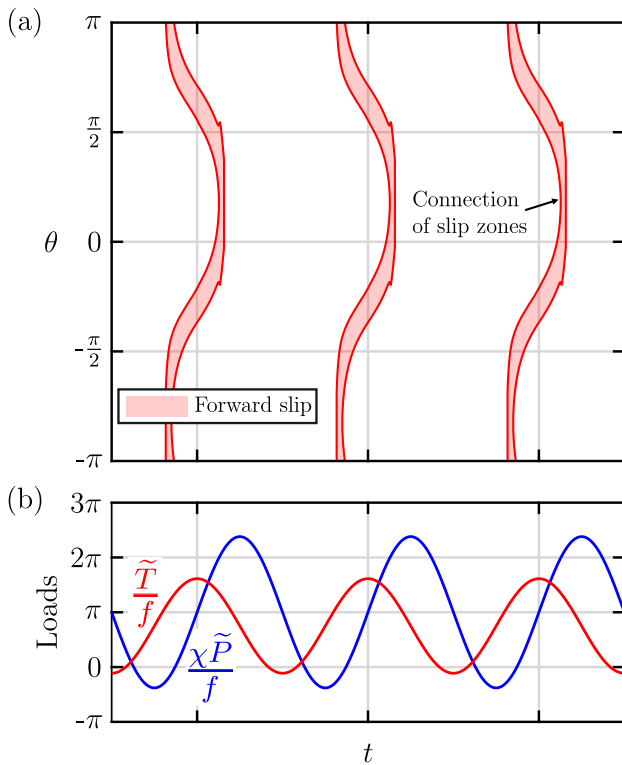 (a)
π
π/2
θ
0
-π/2
-π
Connection
of slip zones
Forward slip
(b)
3π
2π
π
0
-π
Loads
T̃/f
χP̃/f
t